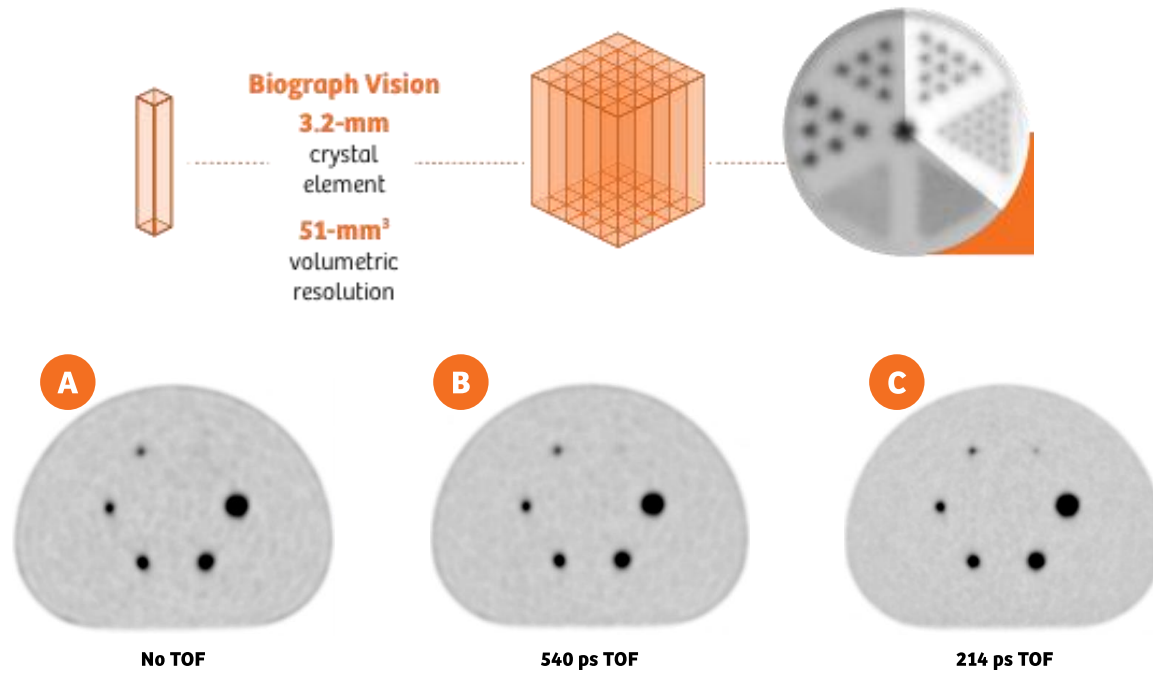 Biograph Vision
3.2-mm
crystal
element
51-mm³
volumetric
resolution
A
B
C
No TOF
540 ps TOF
214 ps TOF